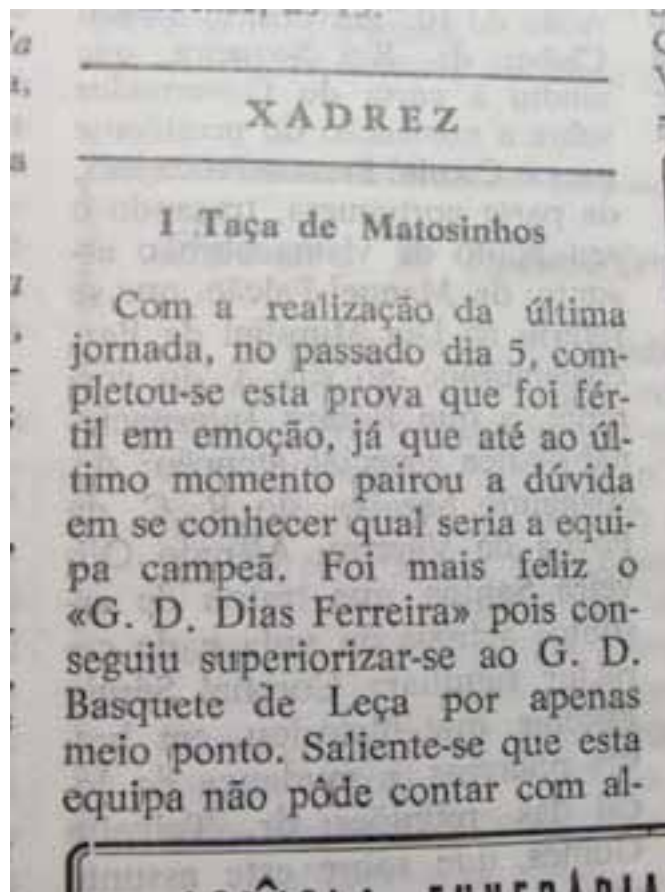 XADREZ
I Taça de Matosinhos
Com a realização da última
jornada, no passado dia 5, com-
pletou-se esta prova que foi fér-
til em emoção, já que até ao úl-
timo momento pairou a dúvida
em se conhecer qual seria a equi-
pa campeã. Foi mais feliz o
«G. D. Dias Ferreira» pois con-
seguiu superiorizar-se ao G. D.
Basquete de Leça por apenas
meio ponto. Saliente-se que esta
equipa não pôde contar com al-